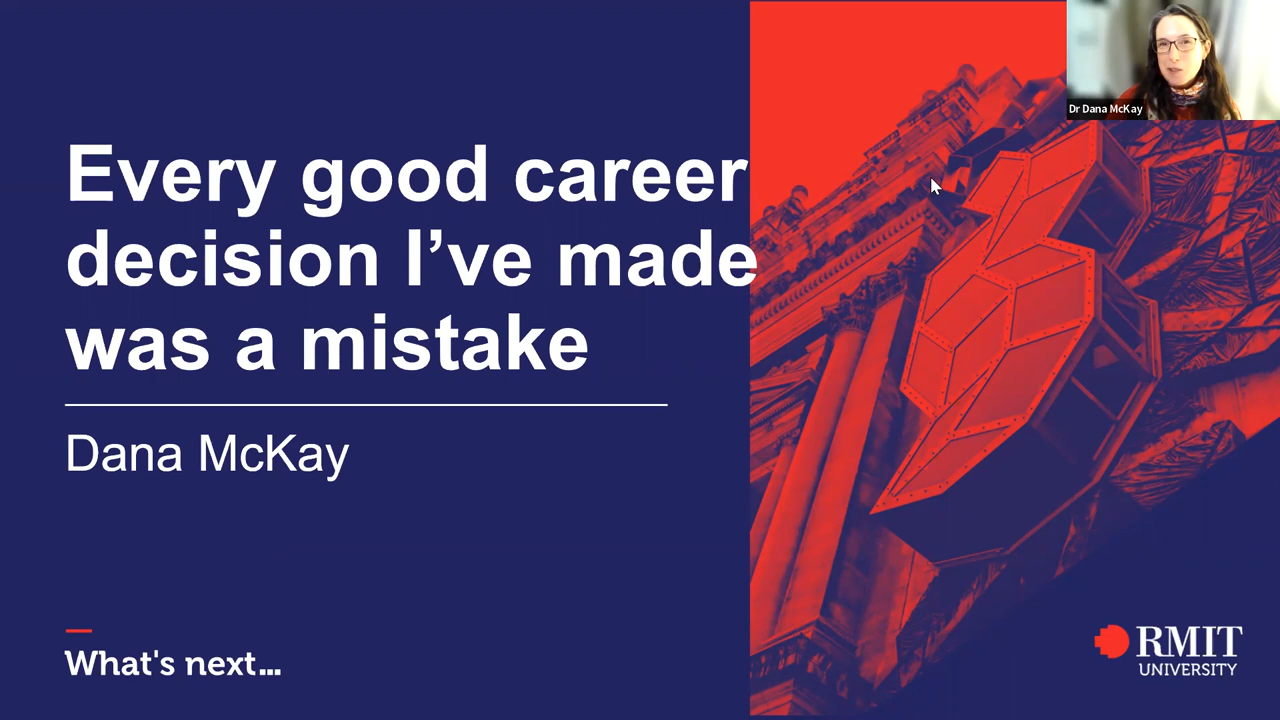 Dr Dana McKay
Every good career
decision I’ve made
was a mistake
Dana McKay
What's next...
RMIT
UNIVERSITY